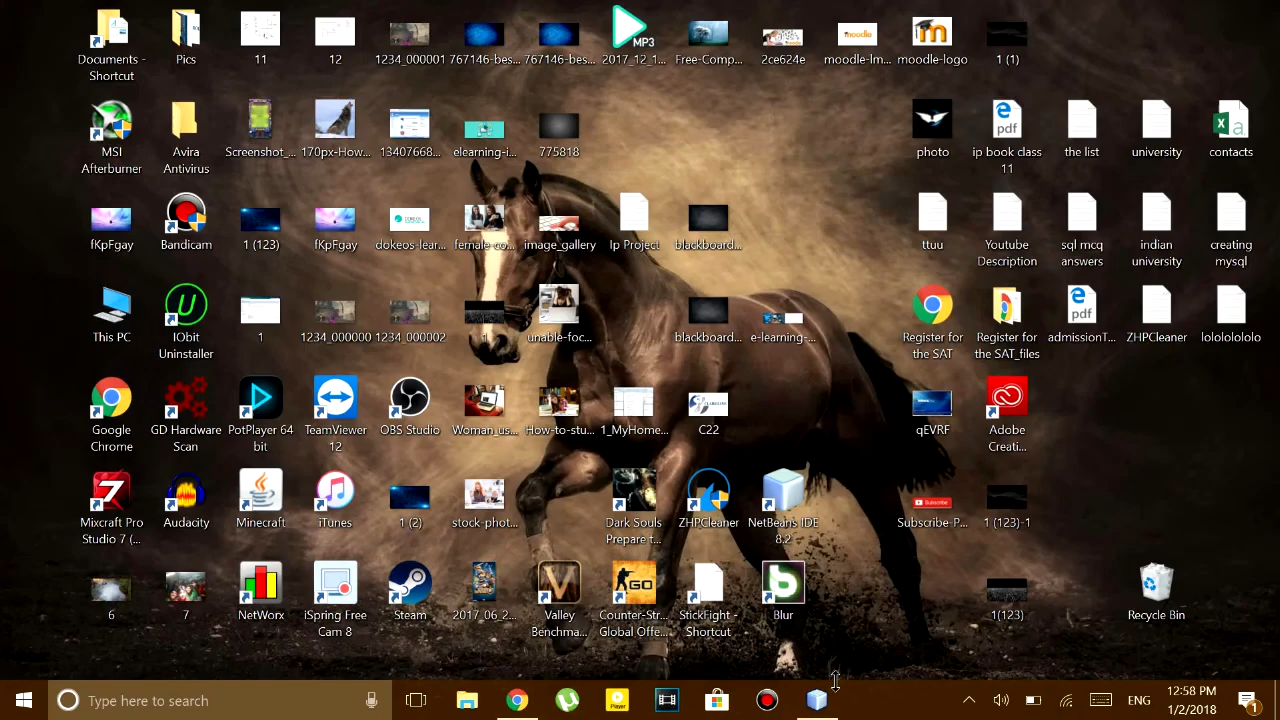 MP3
Documents - Shortcut
Pics
11
12
1234_000001
767146-bes...
767146-bes...
2017_12_1...
Free-Comp...
2ce624e
moodle-lm...
moodle-logo
1 (1)
MSI Afterburner
Avira Antivirus
Screenshot_...
170px-How...
13407668...
elearning-i...
775818
photo
ip book class 11
the list
university
contacts
fKpFgay
Bandicam
1 (123)
fKpFgay
dokeos-lear...
female-co...
image_gallery
Ip Project
blackboard...
ttuu
Youtube Description
sql mcq answers
indian university
creating mysql
This PC
IObit Uninstaller
1
1234_000000
1234_000002
1
unable-foc...
blackboard...
e-learning-...
Register for the SAT
Register for the SAT_files
admissionT...
ZHPCleaner
lolololololo
Google Chrome
GD Hardware Scan
PotPlayer 64 bit
TeamViewer 12
OBS Studio
Woman_us...
How-to-stu...
1_MyHome...
C22
qEVRF
Adobe Creati...
Mixcraft Pro Studio 7 (...
Audacity
Minecraft
iTunes
1 (2)
stock-phot...
Dark Souls Prepare t...
ZHPCleaner
NetBeans IDE 8.2
Subscribe-P...
1 (123)-1
6
7
NetWorx
iSpring Free Cam 8
Steam
2017_06_2...
Valley Benchma...
Counter-Str... Global Offe...
StickFight - Shortcut
Blur
1(123)
Recycle Bin
Type here to search
Player
ENG
12:58 PM
1/2/2018
1